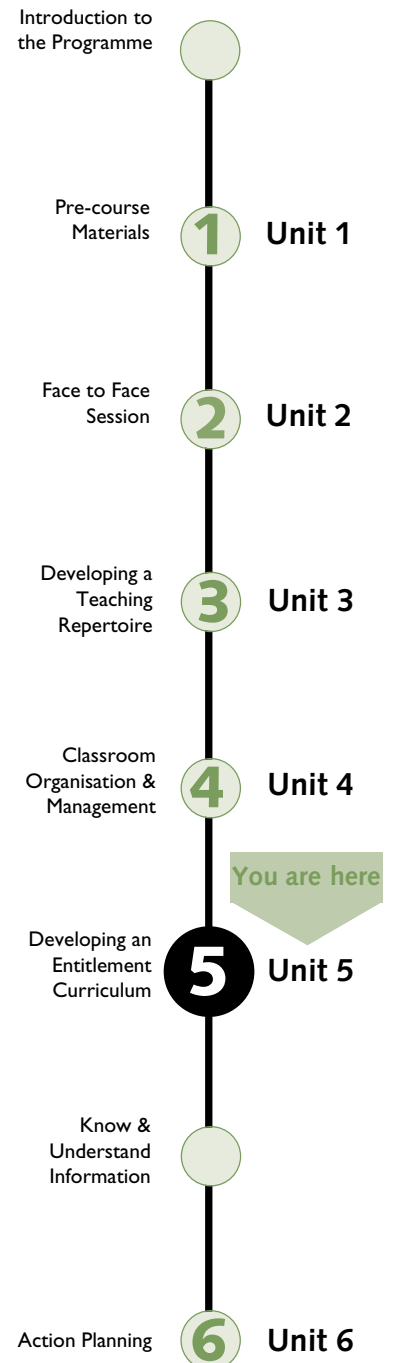 Introduction to
the Programme
Pre-course
Materials
1
Unit 1
Face to Face
Session
2
Unit 2
Developing a
Teaching
Repertoire
3
Unit 3
Classroom
Organisation &
Management
4
Unit 4
You are here
Developing an
Entitlement
Curriculum
5
Unit 5
Know &
Understand
Information
Action Planning
6
Unit 6